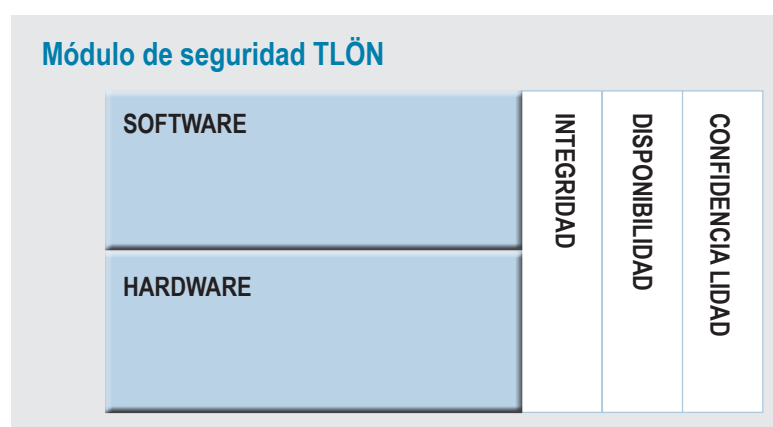 Módulo de seguridad TLÖN
SOFTWARE
HARDWARE
INTEGRIDAD
DISPONIBILIDAD
CONFIDENCIA LIDAD